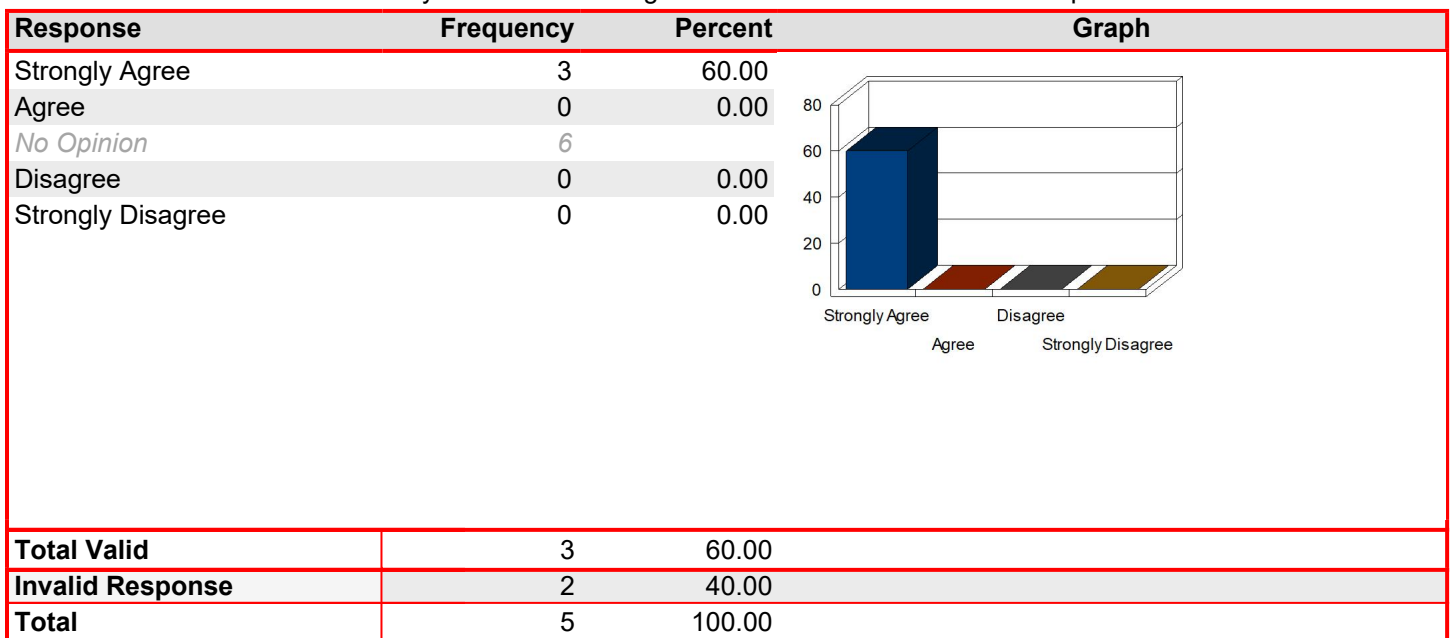 Response Frequency Percent Graph
Strongly Agree 3 60.00
Agree 0 0.00
No Opinion 6
Disagree 0 0.00
Strongly Disagree 0 0.00
80
60
40
20
0
Strongly Agree Disagree
Agree Strongly Disagree
Total Valid 3 60.00
Invalid Response 2 40.00
Total 5 100.00